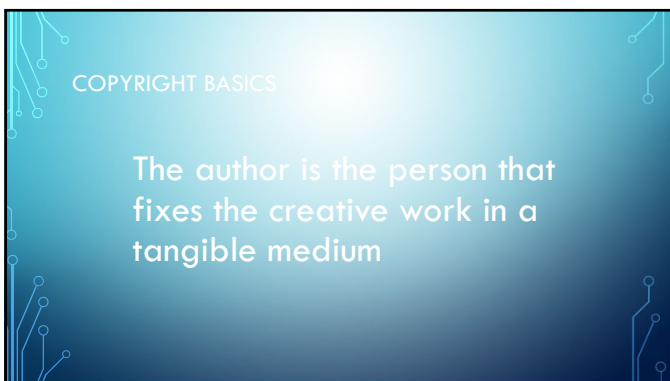 COPYRIGHT BASICS
The author is the person that
fixes the creative work in a
tangible medium